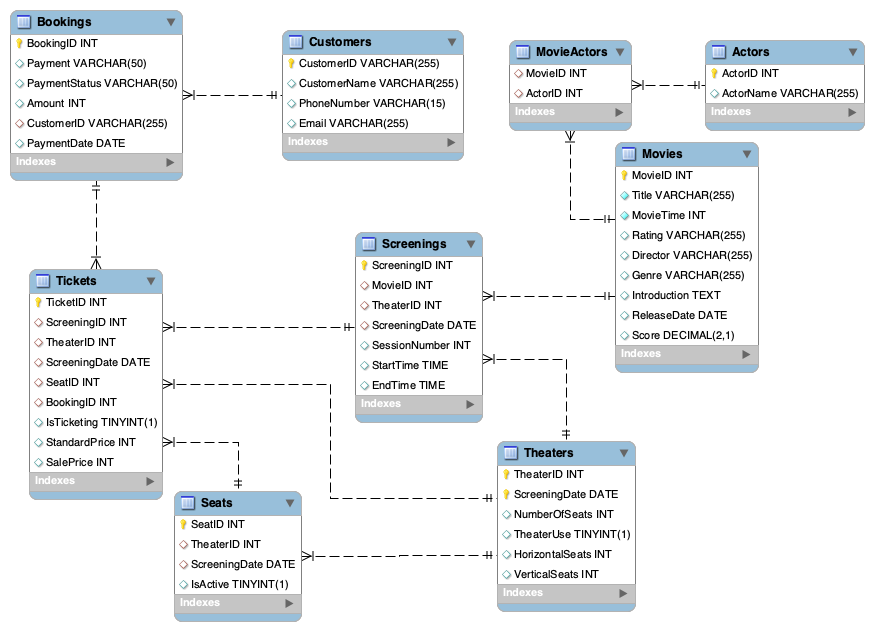 Bookings
BookingID INT
Payment VARCHAR(50)
PaymentStatus VARCHAR(50)
Amount INT
CustomerID VARCHAR(255)
PaymentDate DATE
Indexes
Customers
CustomerID VARCHAR(255)
CustomerName VARCHAR(255)
PhoneNumber VARCHAR(15)
Email VARCHAR(255)
Indexes
MovieActors
MovieID INT
ActorID INT
Indexes
Actors
ActorID INT
ActorName VARCHAR(255)
Indexes
Movies
MovieID INT
Title VARCHAR(255)
MovieTime INT
Rating VARCHAR(255)
Director VARCHAR(255)
Genre VARCHAR(255)
Introduction TEXT
ReleaseDate DATE
Score DECIMAL(2,1)
Indexes
Screenings
ScreeningID INT
MovieID INT
TheaterID INT
ScreeningDate DATE
SessionNumber INT
StartTime TIME
EndTime TIME
Indexes
Tickets
TicketID INT
ScreeningID INT
TheaterID INT
ScreeningDate DATE
SeatID INT
BookingID INT
IsTicketing TINYINT(1)
StandardPrice INT
SalePrice INT
Indexes
Theaters
TheaterID INT
ScreeningDate DATE
NumberOfSeats INT
TheaterUse TINYINT(1)
HorizontalSeats INT
VerticalSeats INT
Indexes
Seats
SeatID INT
TheaterID INT
ScreeningDate DATE
IsActive TINYINT(1)
Indexes